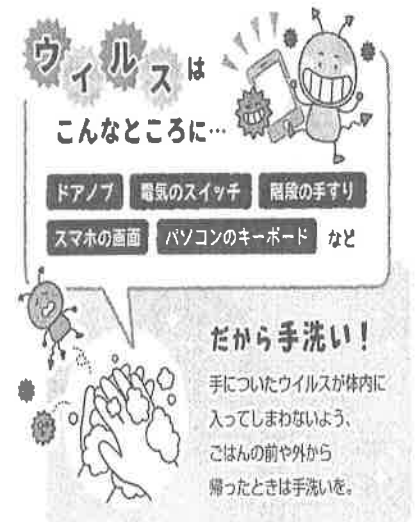 ウイルスは
こんなところに…
ドアノブ 電気のスイッチ 階段の手すり
スマホの画面 パソコンのキーボード など
だから手洗い!
手についたウイルスが体内に
入ってしまわないよう、
ごはんの前や外から
帰ったときは手洗いを。